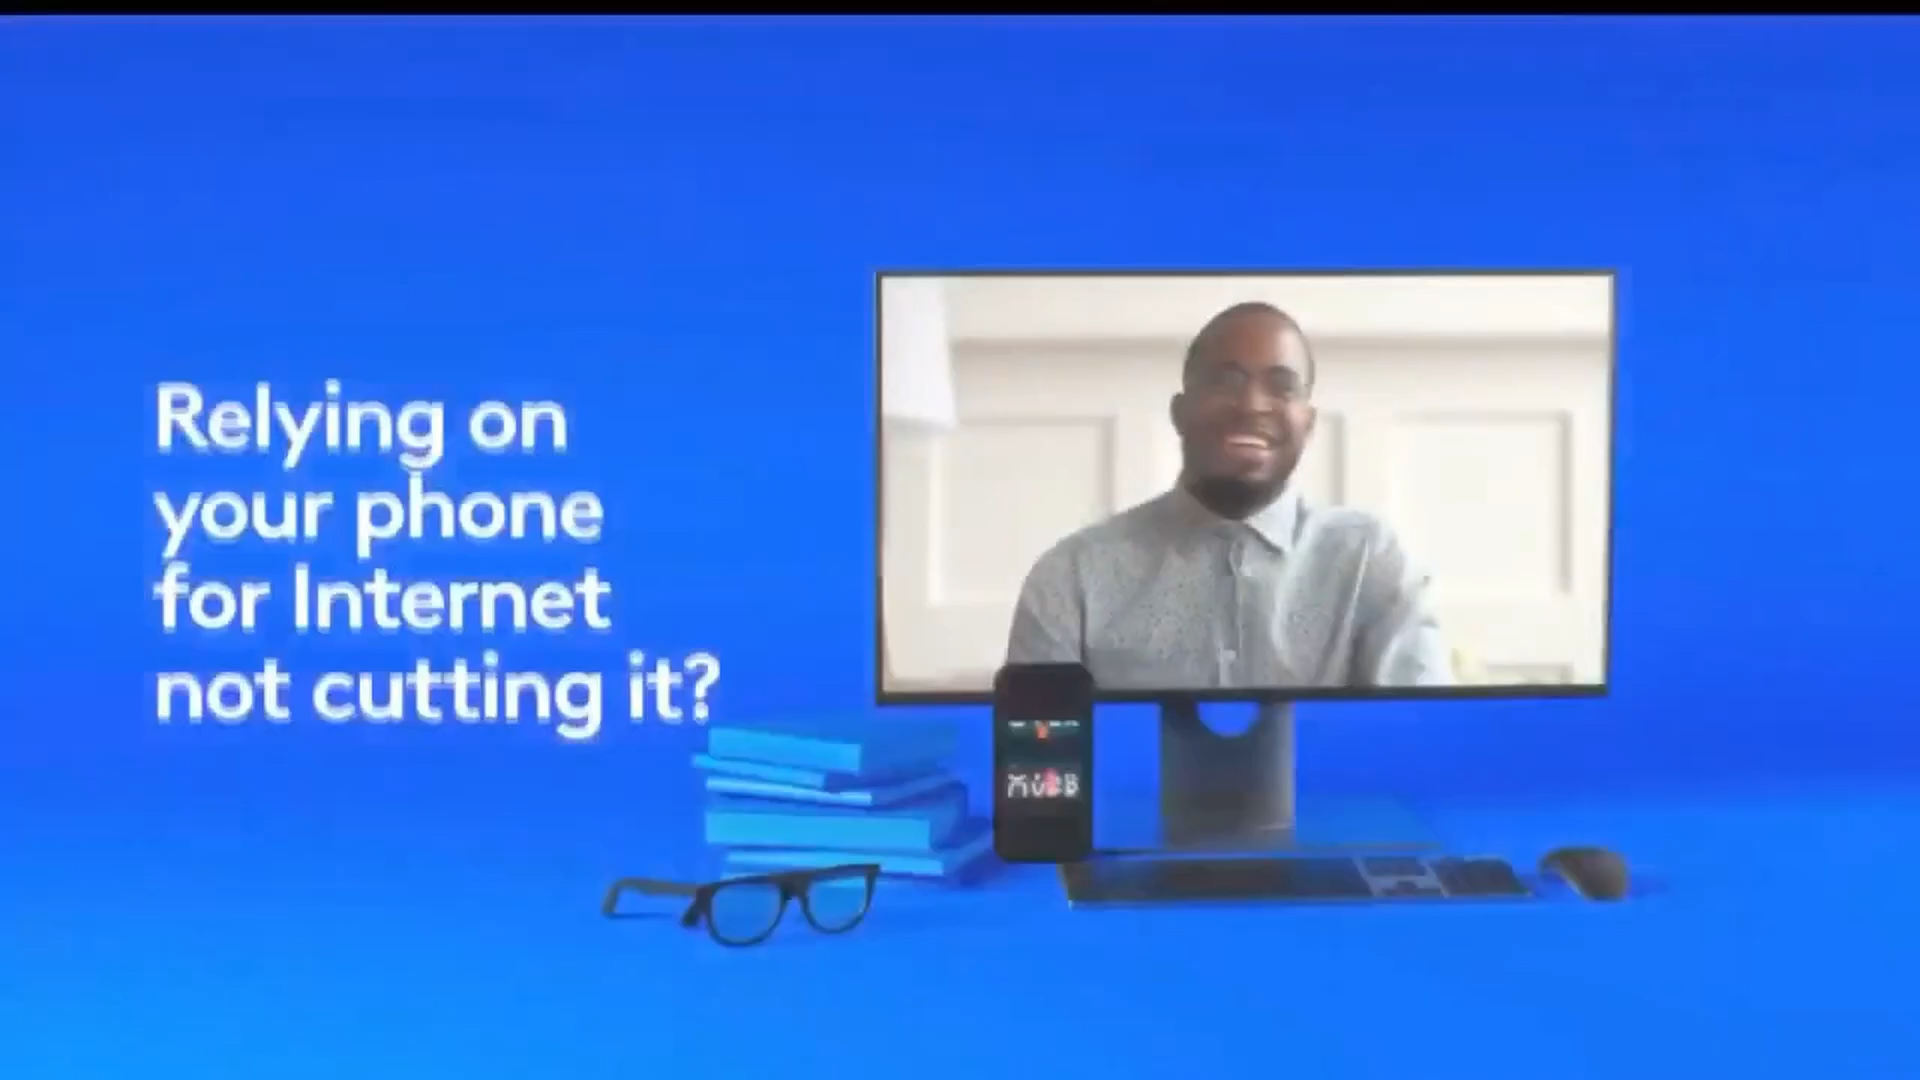 Relying on
your phone
for Internet
not cutting it?